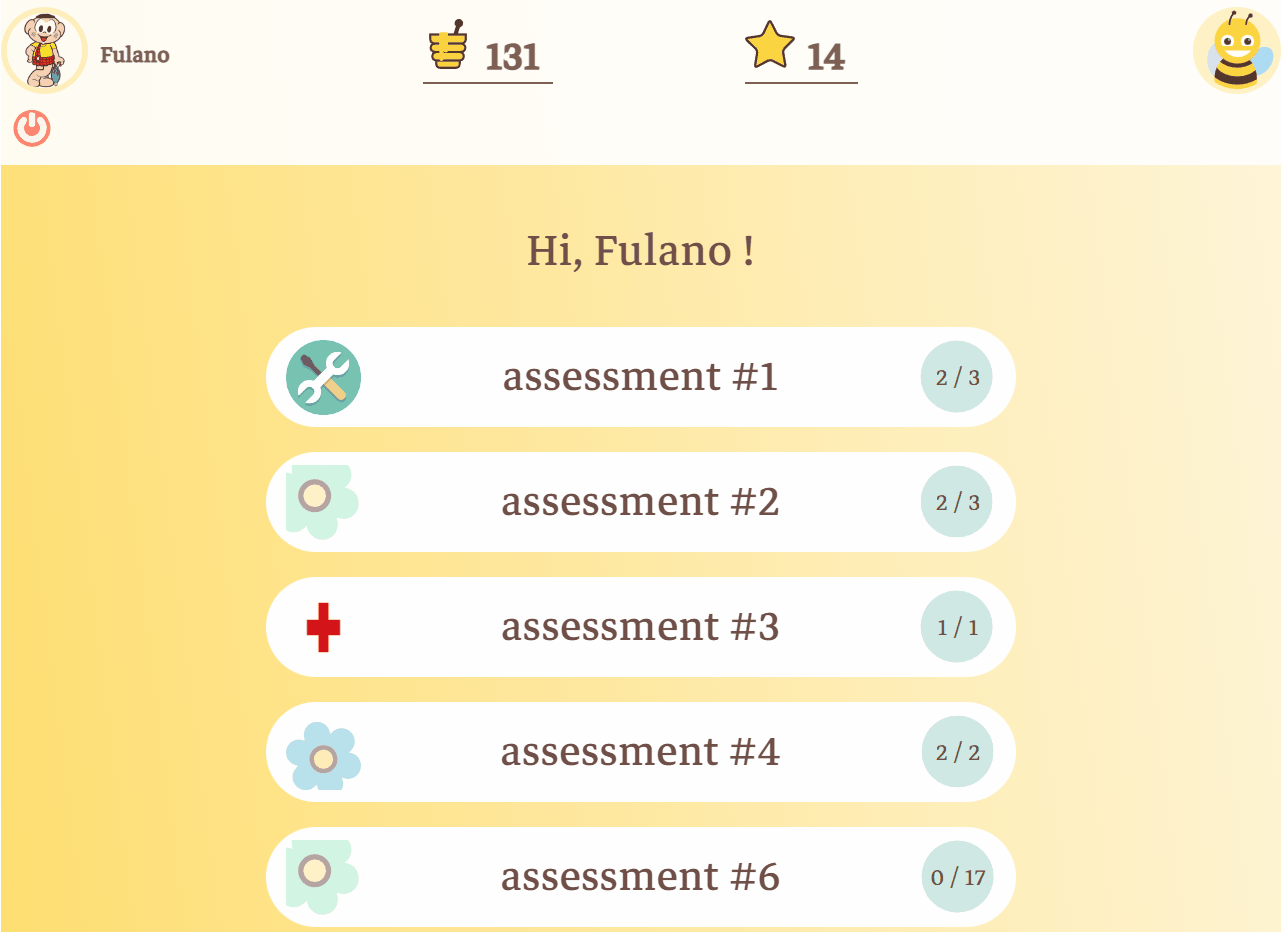 Fulano
131
14
Hi, Fulano !
assessment #1
2 / 3
assessment #2
2 / 3
assessment #3
1 / 1
assessment #4
2 / 2
assessment #6
0 / 17